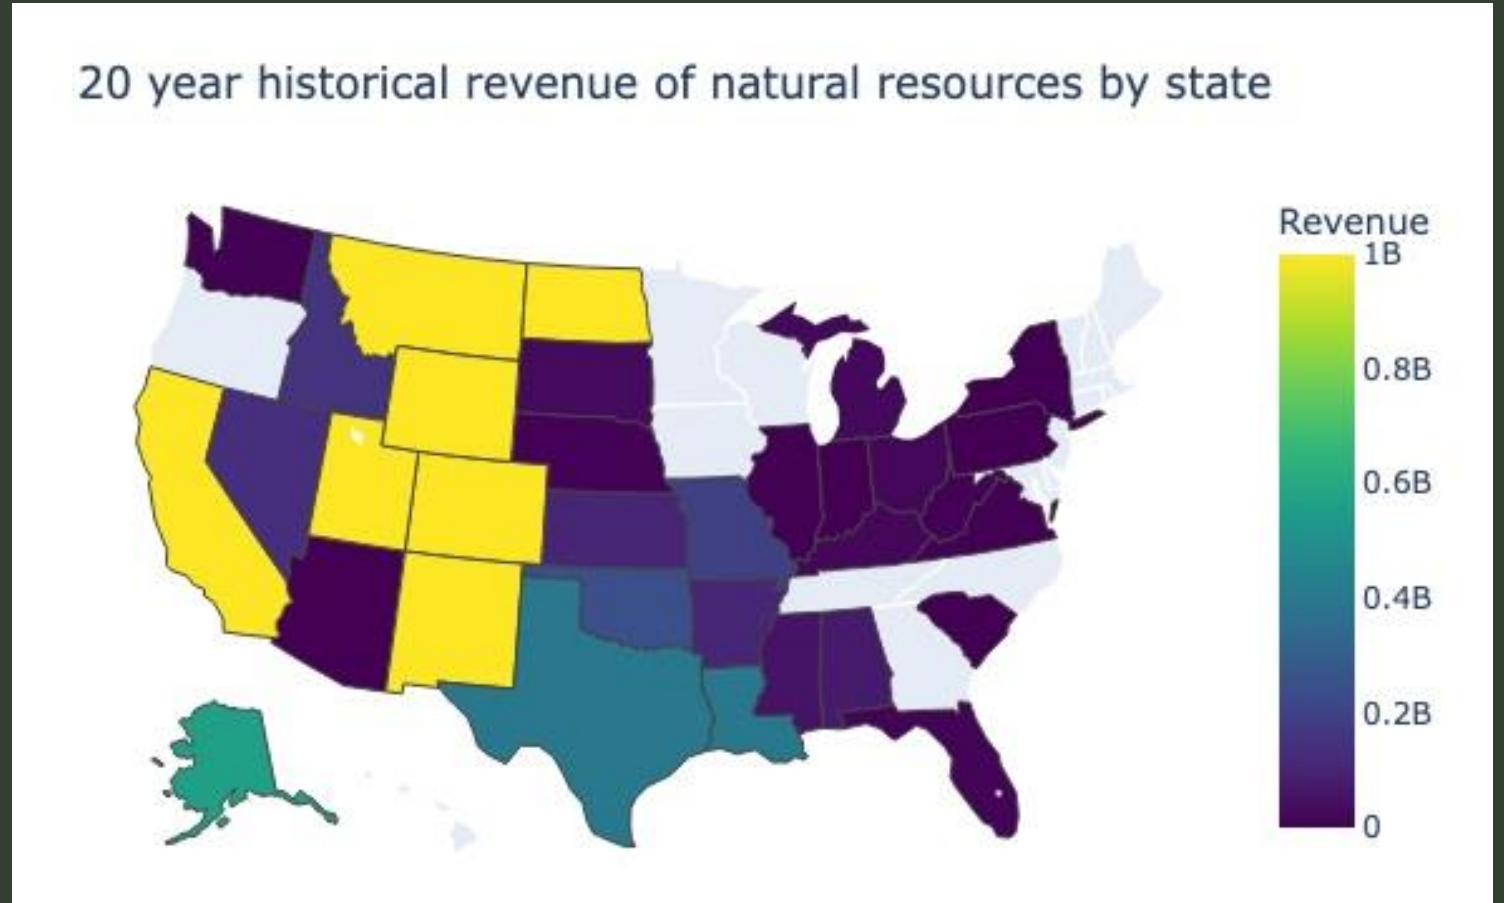 20 year historical revenue of natural resources by state
Revenue
1B
0.8B
0.6B
0.4B
0.2B
0